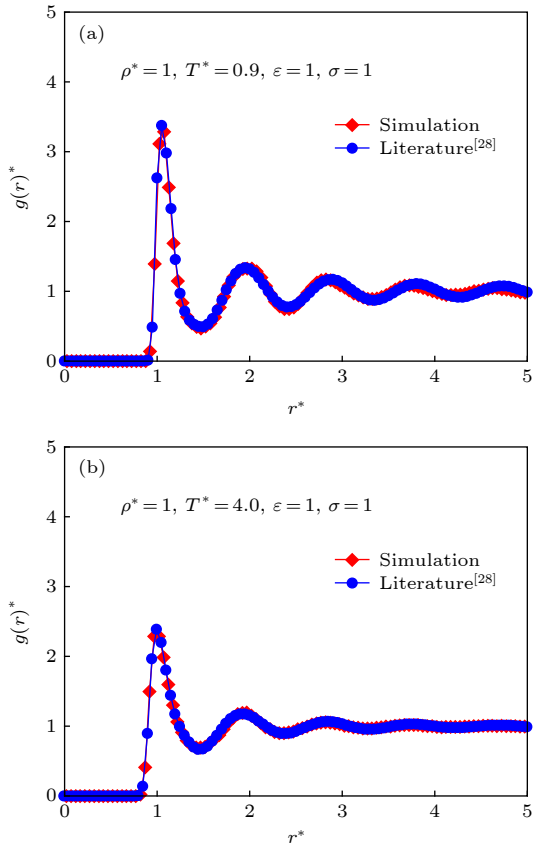 (a)
ρ* = 1, T* = 0.9, ε = 1, σ = 1
Simulation
Literature[28]
g(r)*
5
4
3
2
1
0
0 1 2 3 4 5
r*
(b)
ρ* = 1, T* = 4.0, ε = 1, σ = 1
Simulation
Literature[28]
g(r)*
5
4
3
2
1
0
0 1 2 3 4 5
r*